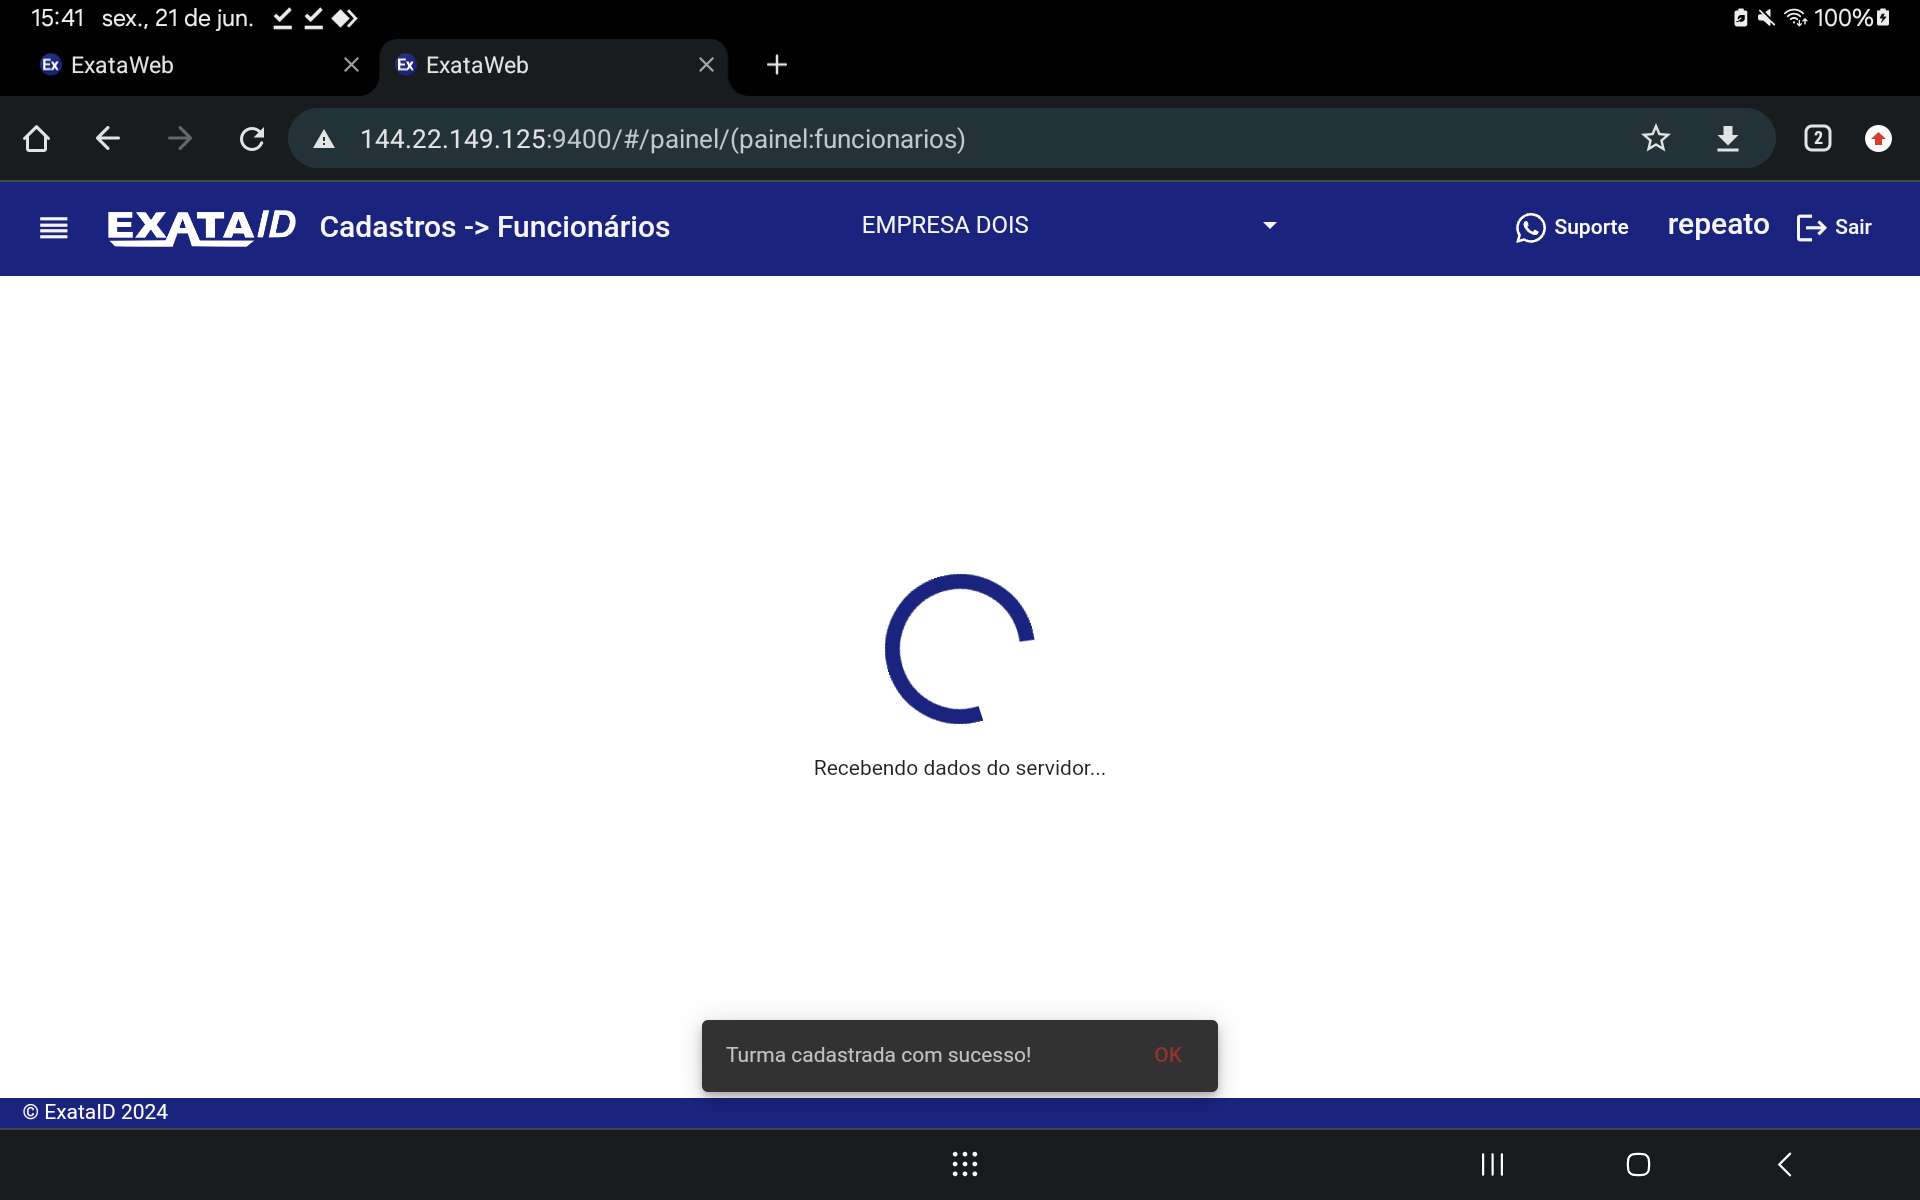 15:41 sex., 21 de jun. 100%
Ex ExataWeb Ex ExataWeb
144.22.149.125:9400/#/painel/(painel:funcionarios) 2
EXATAID Cadastros -> Funcionários EMPRESA DOIS Suporte repeato Sair
Recebendo dados do servidor...
Turma cadastrada com sucesso! OK
© ExataID 2024